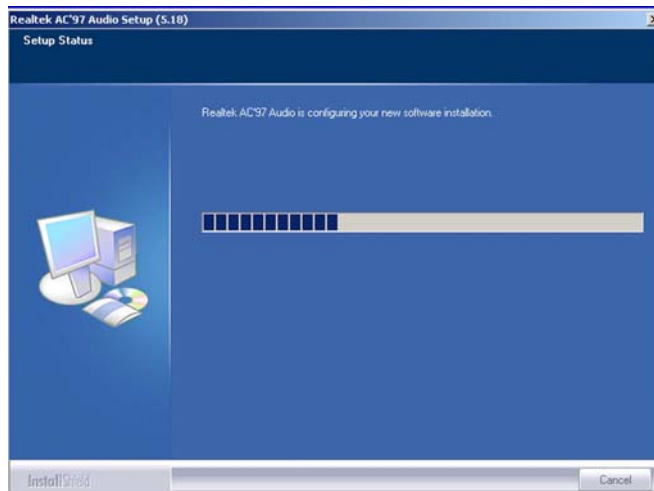 Realtek AC'97 Audio Setup (5.18)
Setup Status
Realtek AC'97 Audio is configuring your new software installation.
InstallShield
Cancel